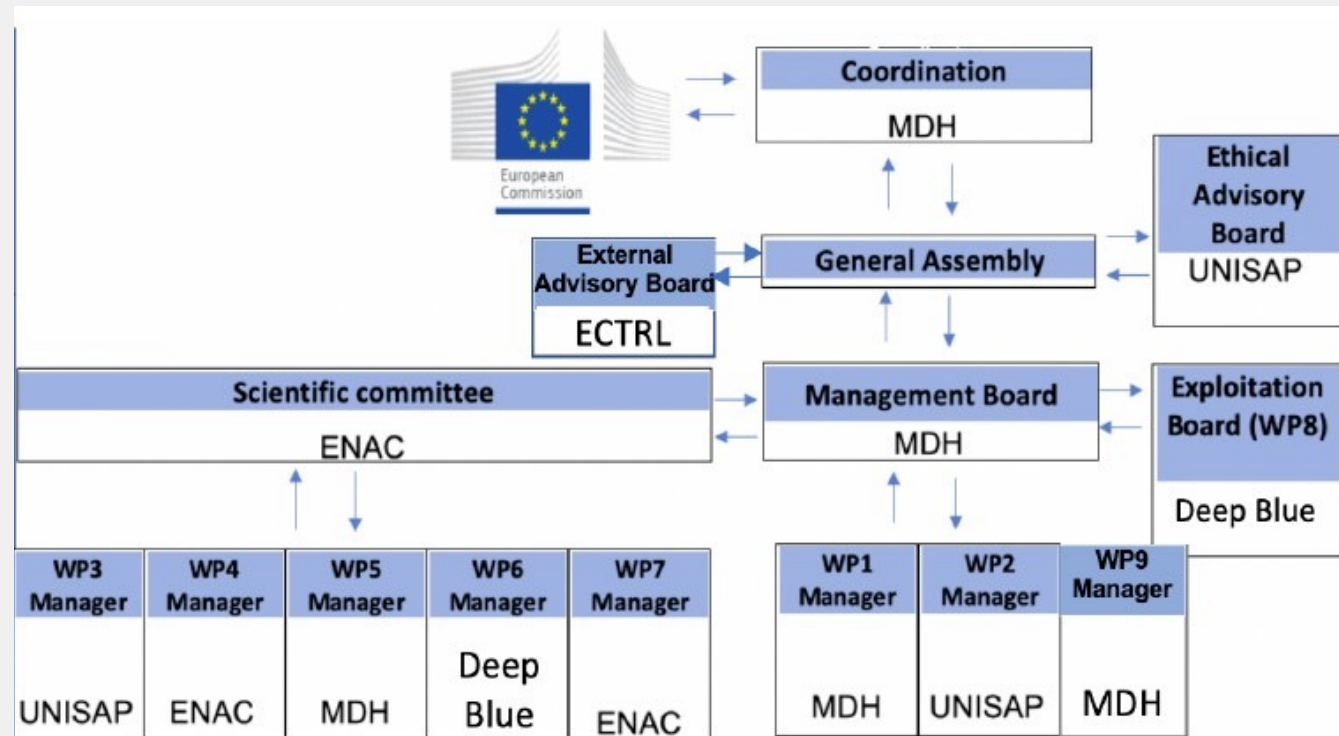 Coordination
MDH
European
Commission
Ethical
Advisory
Board
UNISAP
External
Advisory Board
ECTRL
General Assembly
Scientific committee
ENAC
Management Board
MDH
Exploitation
Board (WP8)
Deep Blue
WP3
Manager
UNISAP
WP4
Manager
ENAC
WP5
Manager
MDH
WP6
Manager
Deep
Blue
WP7
Manager
ENAC
WP1
Manager
MDH
WP2
Manager
UNISAP
WP9
Manager
MDH